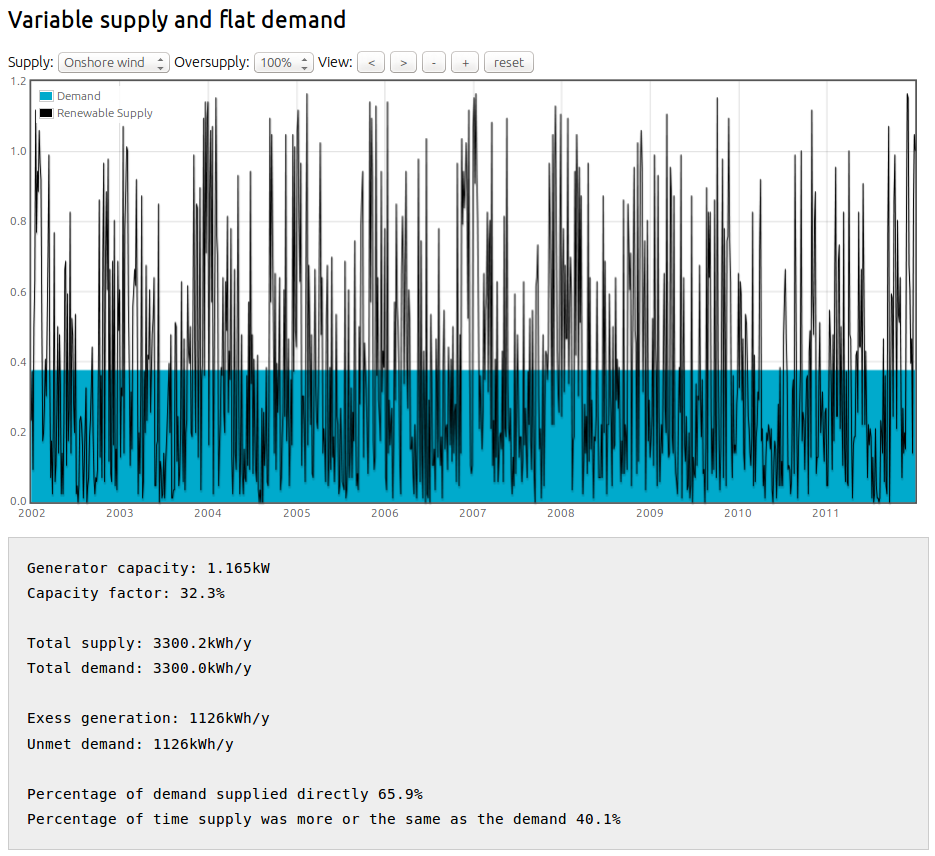 Variable supply and flat demand
Supply: Onshore wind Oversupply: 100% View: < > - + reset
1.2
Demand
Renewable Supply
1.0
0.8
0.6
0.4
0.2
0.0
2002 2003 2004 2005 2006 2007 2008 2009 2010 2011
Generator capacity: 1.165kW
Capacity factor: 32.3%
Total supply: 3300.2kWh/y
Total demand: 3300.0kWh/y
Exess generation: 1126kWh/y
Unmet demand: 1126kWh/y
Percentage of demand supplied directly 65.9%
Percentage of time supply was more or the same as the demand 40.1%